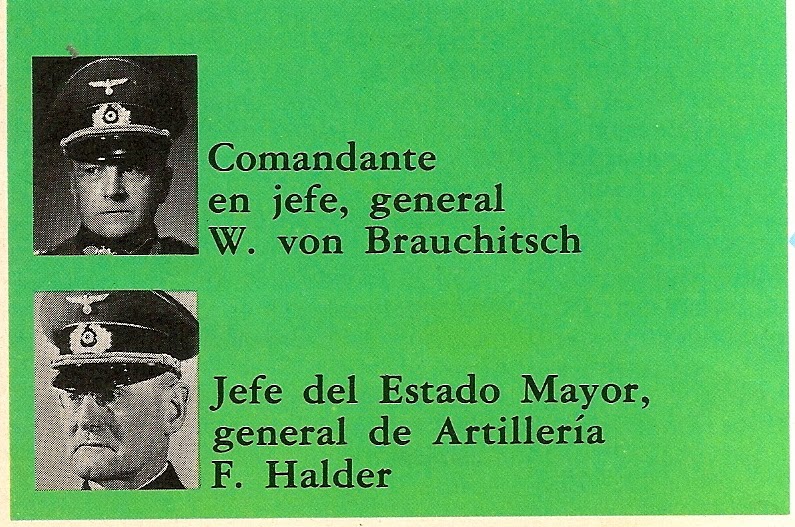 Comandante
en jefe, general
W. von Brauchitsch
Jefe del Estado Mayor,
general de Artillería
F. Halder